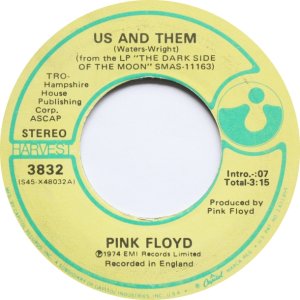 US AND THEM
(Waters-Wright)
(from the LP "THE DARK SIDE
OF THE MOON" SMAS-11163)
TRO-
Hampshire
House
Publishing
Corp.
ASCAP
STEREO
HARVEST
3832
(S45-X48032A)
Intro.-:07
Total-3:15
Produced by
Pink Floyd
PINK FLOYD
℗1974 EMI Records Limited
Recorded in England